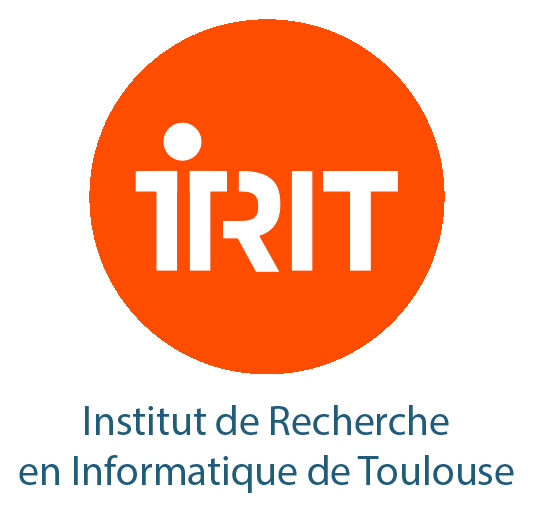 iRIT
Institut de Recherche
en Informatique de Toulouse